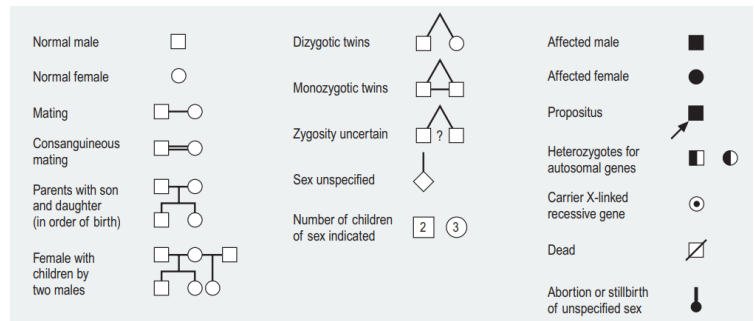 Normal male
Normal female
Mating
Consanguineous
mating
Parents with son
and daughter
(in order of birth)
Female with
children by
two males
Dizygotic twins
Monozygotic twins
Zygosity uncertain
?
Sex unspecified
Number of children
of sex indicated
2 3
Affected male
Affected female
Propositus
Heterozygotes for
autosomal genes
Carrier X-linked
recessive gene
Dead
Abortion or stillbirth
of unspecified sex